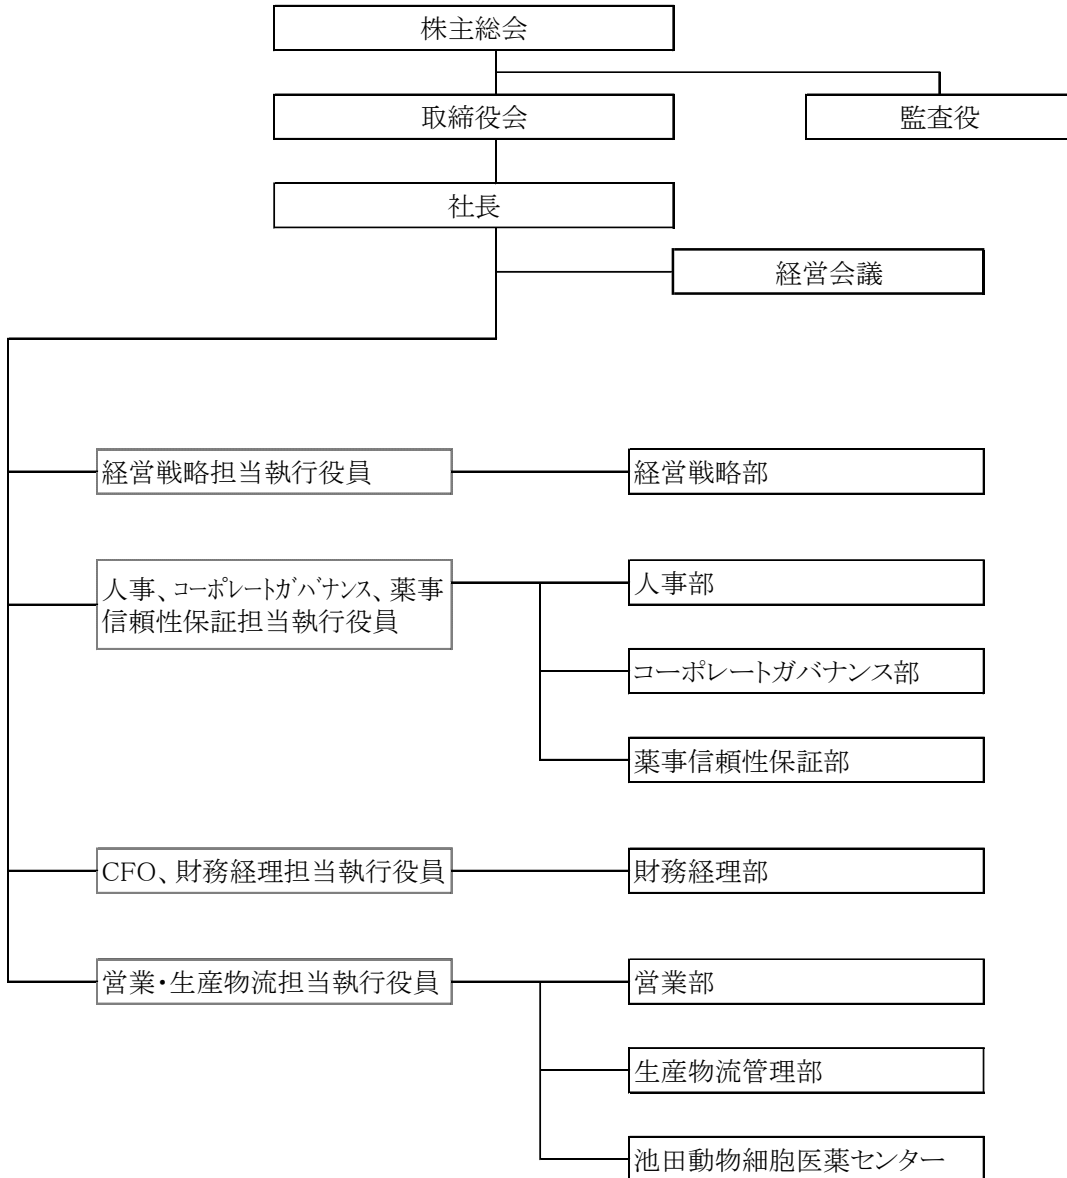 株主総会
取締役会
監査役
社長
経営会議
経営戦略担当執行役員
経営戦略部
人事、コーポレートガバナンス、薬事
信頼性保証担当執行役員
人事部
コーポレートガバナンス部
薬事信頼性保証部
CFO、財務経理担当執行役員
財務経理部
営業・生産物流担当執行役員
営業部
生産物流管理部
池田動物細胞医薬センター